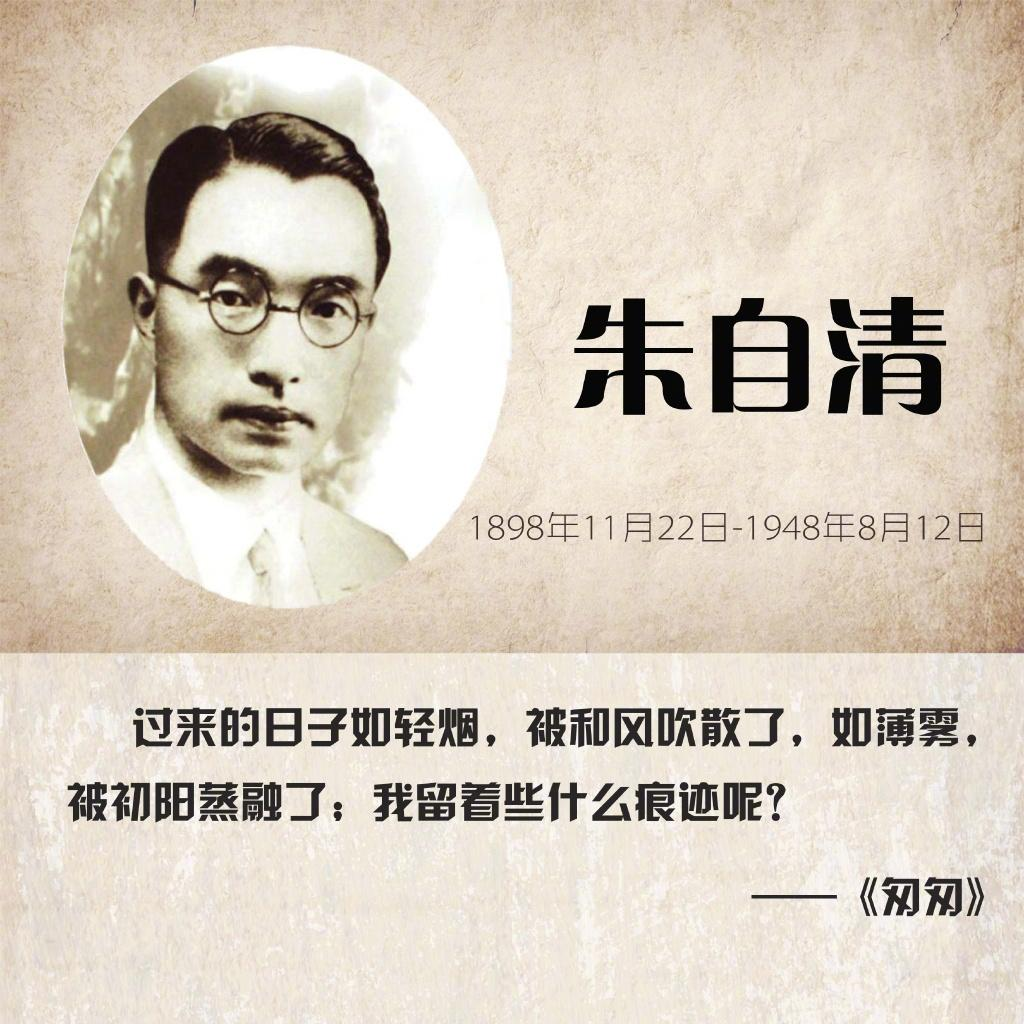 朱自清
1898年11月22日-1948年8月12日
过来的日子如轻烟，被和风吹散了，如薄雾，
被初阳蒸融了；我留着些什么痕迹呢？
——《匆匆》